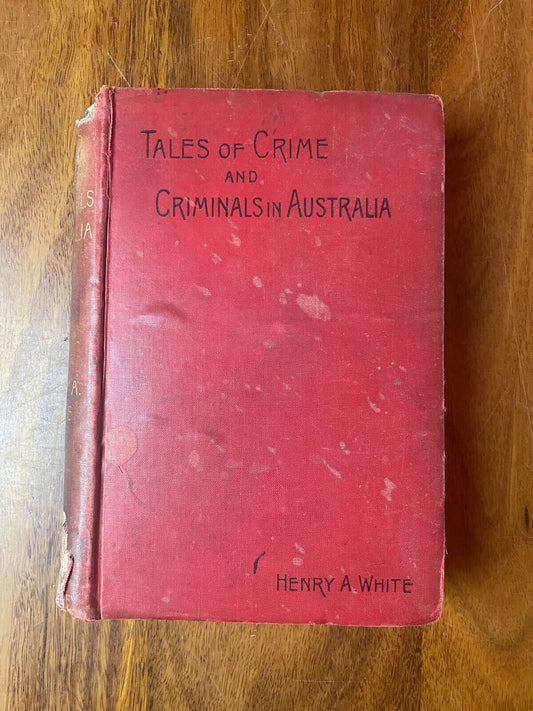 TALES OF CRIME
AND
CRIMINALS IN AUSTRALIA
HENRY A. WHITE